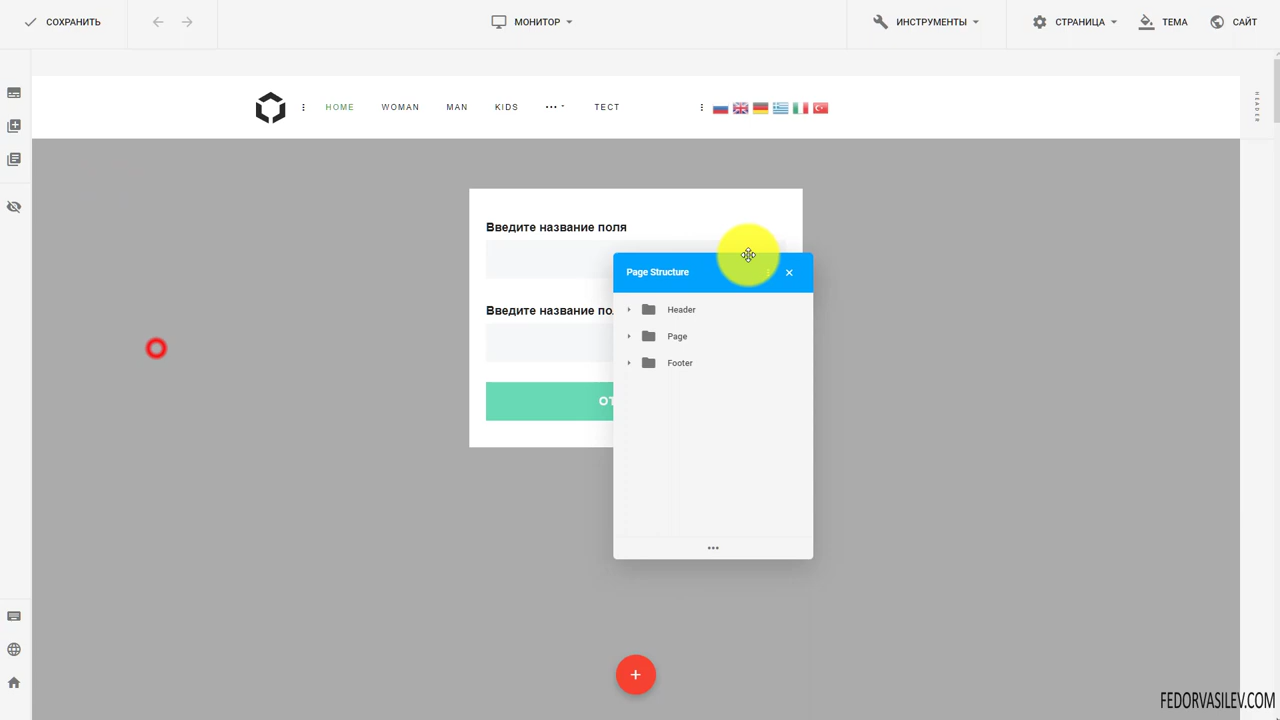 СОХРАНИТЬ
МОНИТОР
ИНСТРУМЕНТЫ
СТРАНИЦА
ТЕМА
САЙТ
HOME WOMAN MAN KIDS ТЕСТ
HEADER
Введите название поля
Page Structure
Header
Введите название по
Page
Footer
ОТ
FEDORVASILEV.COM